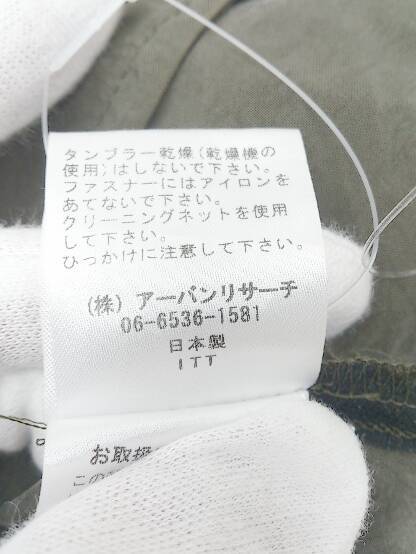 タンブラー乾燥(乾燥機の
使用)はしないで下さい。
ファスナーにはアイロンを
あてないで下さい。
クリーニングネットを使用
して下さい。
ひっかけに注意して下さい。
(株) アーバンリサーチ
06-6536-1581
日本製
ITT
お取扱
この